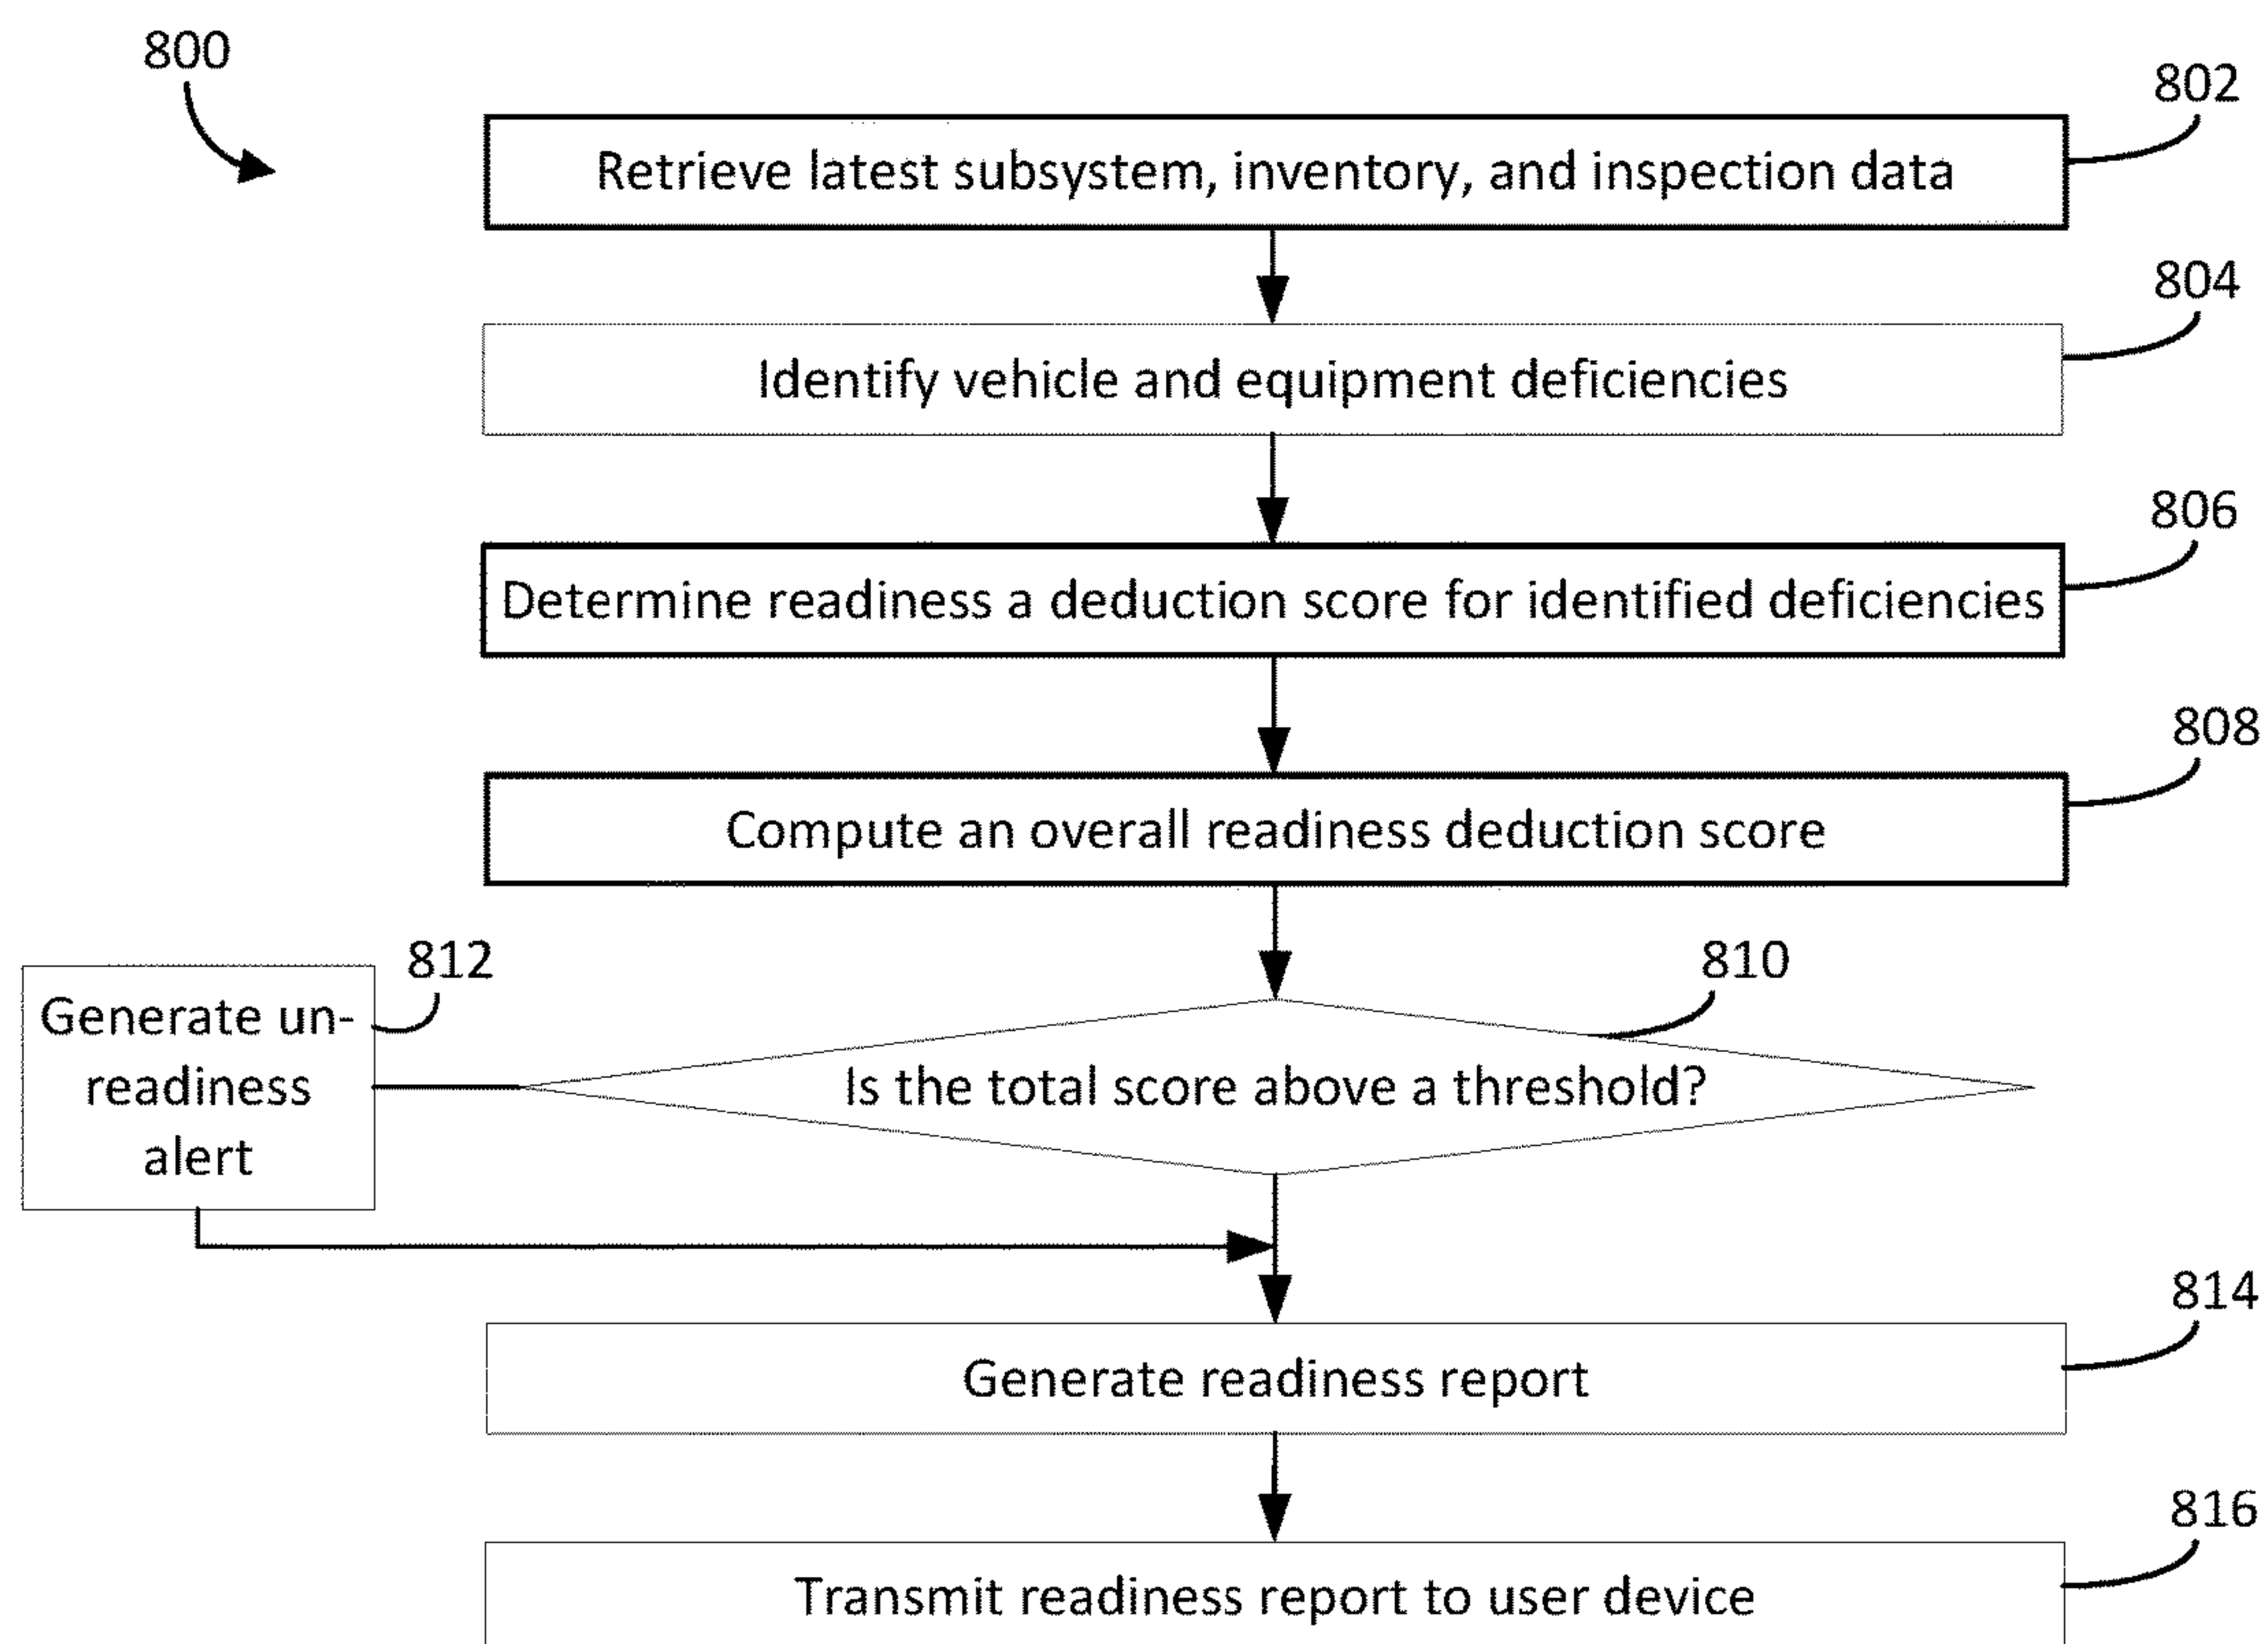 800
802
Retrieve latest subsystem, inventory, and inspection data
804
Identify vehicle and equipment deficiencies
806
Determine readiness a deduction score for identified deficiencies
808
Compute an overall readiness deduction score
812
Generate un-
readiness
alert
810
Is the total score above a threshold?
814
Generate readiness report
816
Transmit readiness report to user device